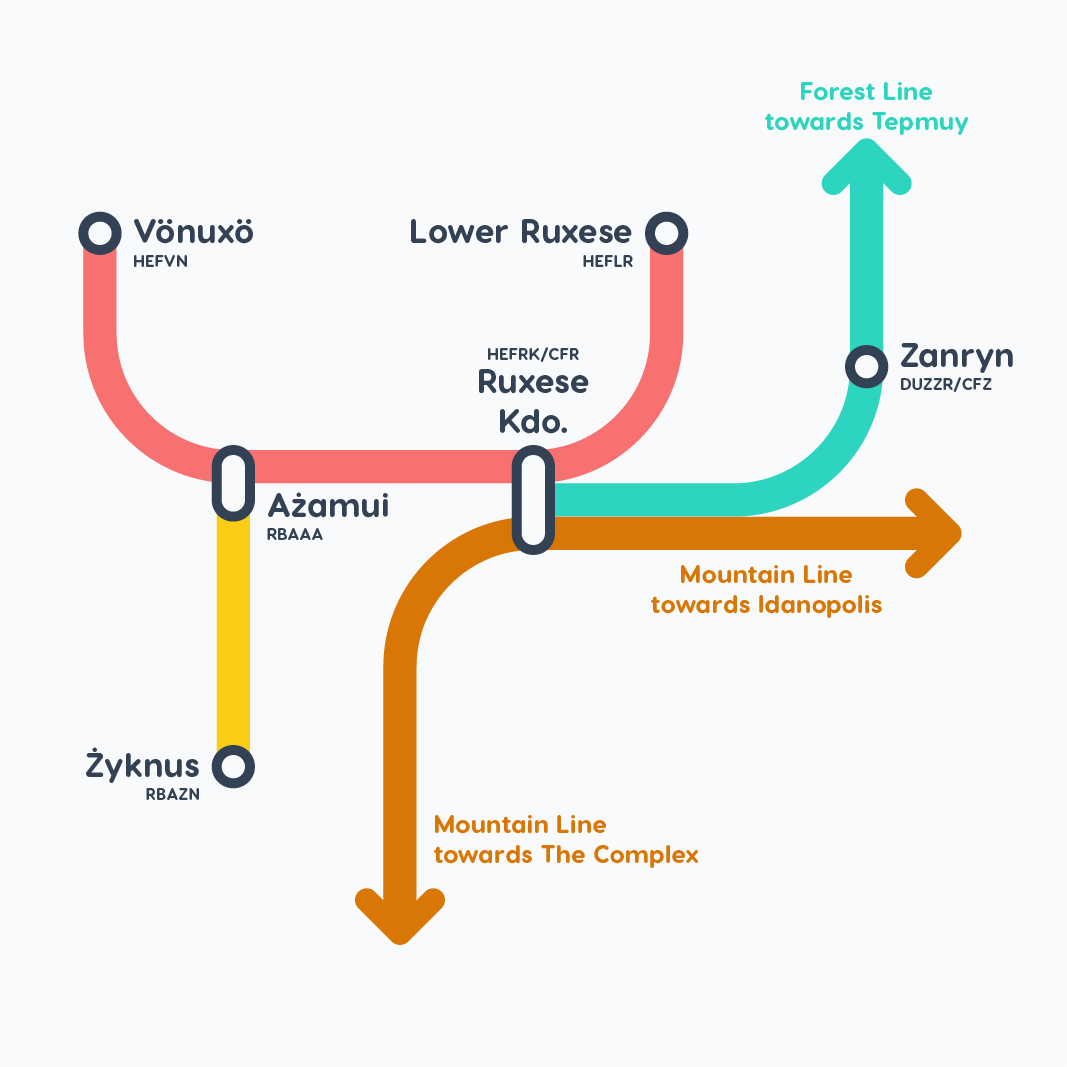 Forest Line
towards Tepmuy
Vönuxö
HEFVN
Lower Ruxese
HEFLR
HEFRK/CFR
Ruxese
Kdo.
Zanryn
DUZZR/CFZ
Ażamui
RBAAA
Mountain Line
towards Idanopolis
Żyknus
RBAZN
Mountain Line
towards The Complex